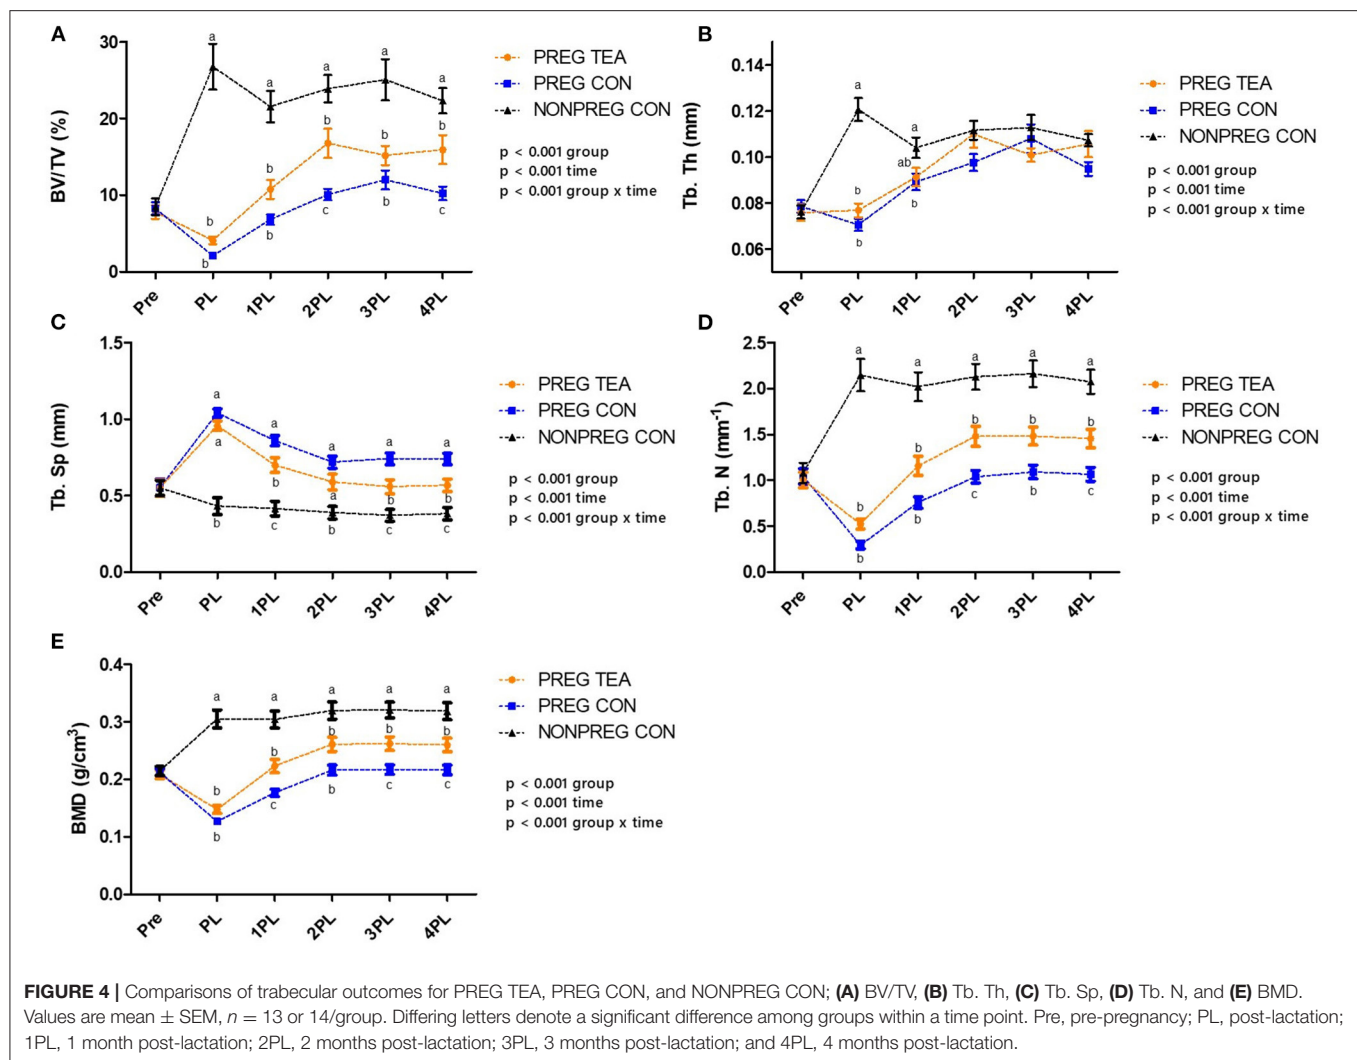 A
30
20
10
0
BV/TV (%)
a
a
a
a
a
b
b
b
b
b
b
b
c
b
c
Pre
PL
1PL
2PL
3PL
4PL
PREG TEA
PREG CON
NONPREG CON
p < 0.001 group
p < 0.001 time
p < 0.001 group x time
B
0.14
0.12
0.10
0.08
0.06
Tb. Th (mm)
a
a
ab
b
b
b
Pre
PL
1PL
2PL
3PL
4PL
PREG TEA
PREG CON
NONPREG CON
p < 0.001 group
p < 0.001 time
p < 0.001 group x time
C
1.5
1.0
0.5
0.0
Tb. Sp (mm)
a
a
a
a
a
a
b
a
b
b
b
c
b
c
c
Pre
PL
1PL
2PL
3PL
4PL
PREG TEA
PREG CON
NONPREG CON
p < 0.001 group
p < 0.001 time
p < 0.001 group x time
D
2.5
2.0
1.5
1.0
0.5
0.0
Tb. N (mm-1)
a
a
a
a
a
b
b
b
b
b
b
b
c
b
c
Pre
PL
1PL
2PL
3PL
4PL
PREG TEA
PREG CON
NONPREG CON
p < 0.001 group
p < 0.001 time
p < 0.001 group x time
E
0.4
0.3
0.2
0.1
0.0
BMD (g/cm3)
a
a
a
a
a
b
b
b
b
b
b
c
b
c
c
Pre
PL
1PL
2PL
3PL
4PL
PREG TEA
PREG CON
NONPREG CON
p < 0.001 group
p < 0.001 time
p < 0.001 group x time
FIGURE 4 | Comparisons of trabecular outcomes for PREG TEA, PREG CON, and NONPREG CON; (A) BV/TV, (B) Tb. Th, (C) Tb. Sp, (D) Tb. N, and (E) BMD.
Values are mean ± SEM, n = 13 or 14/group. Differing letters denote a significant difference among groups within a time point. Pre, pre-pregnancy; PL, post-lactation;
1PL, 1 month post-lactation; 2PL, 2 months post-lactation; 3PL, 3 months post-lactation; and 4PL, 4 months post-lactation.